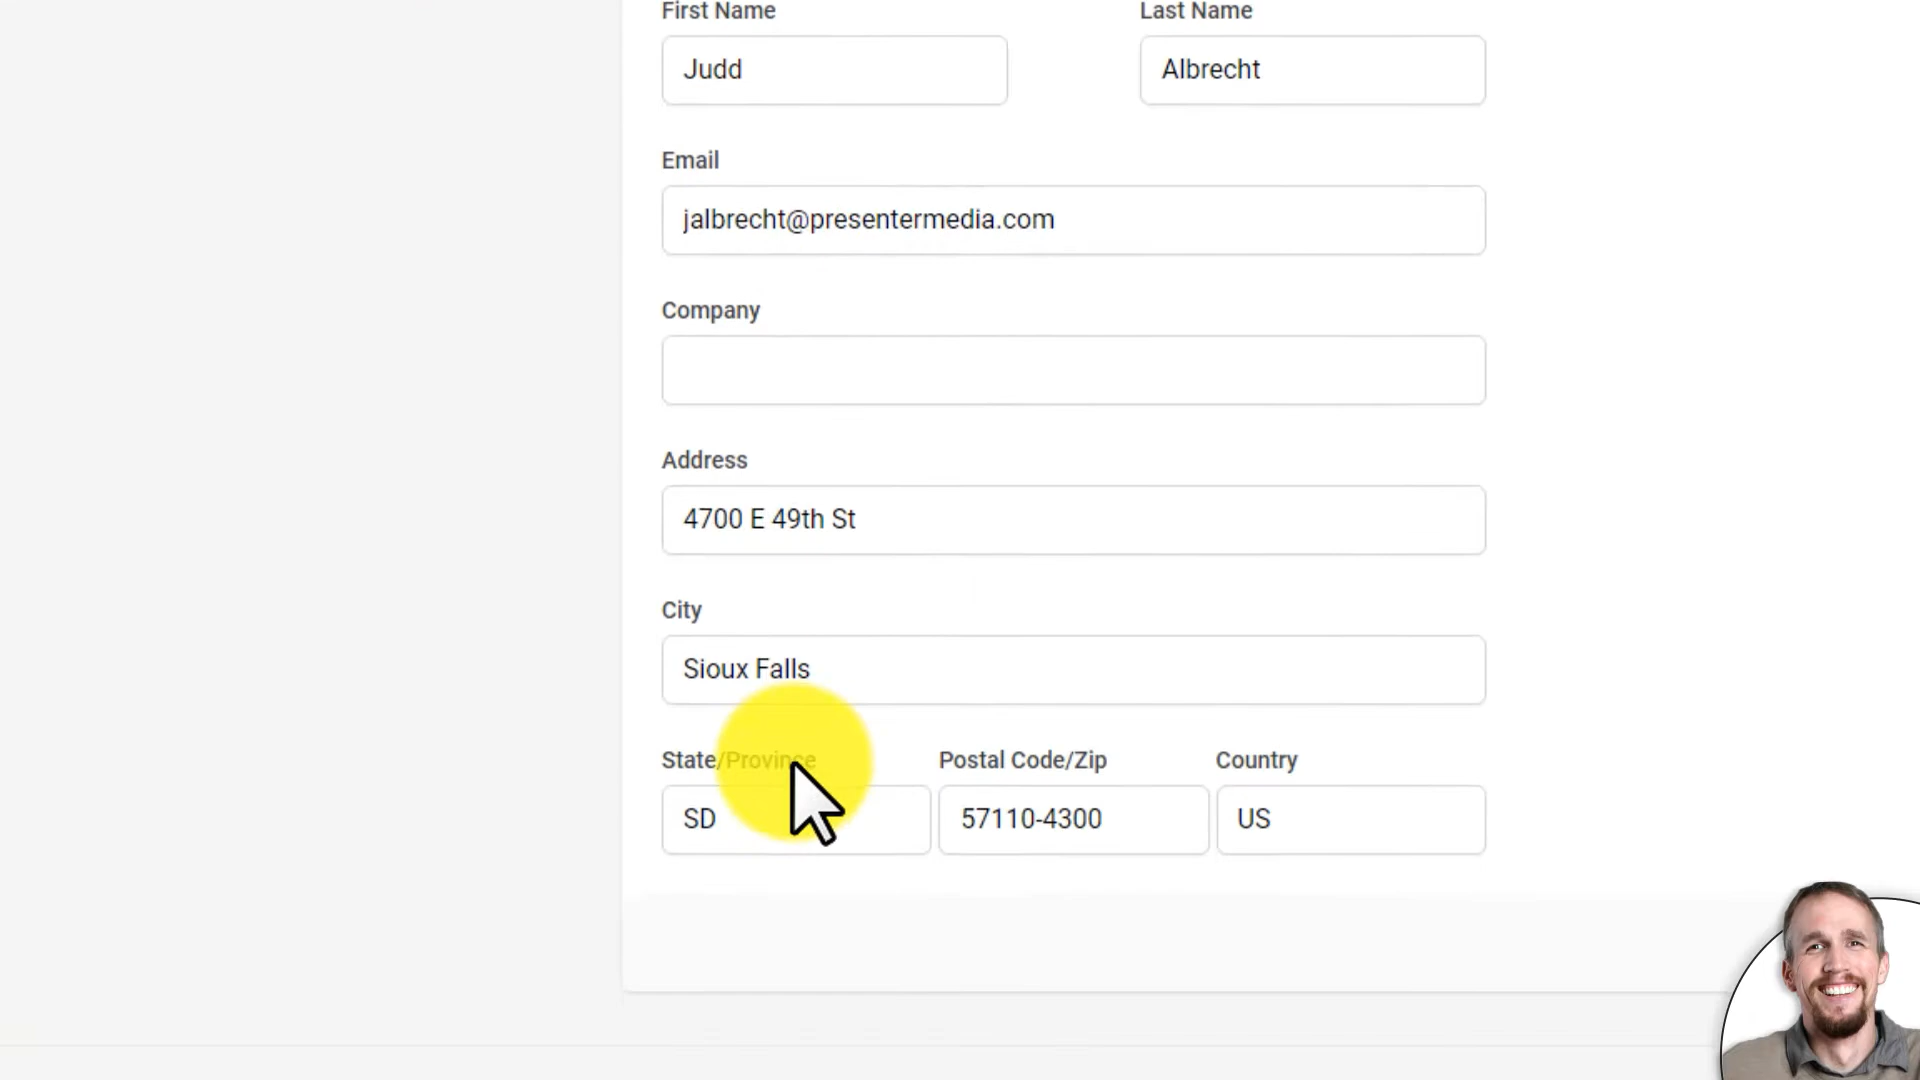 First Name Last Name
Judd Albrecht
Email
jalbrecht@presentermedia.com
Company
Address
4700 E 49th St
City
Sioux Falls
State/Province Postal Code/Zip Country
SD 57110-4300 US